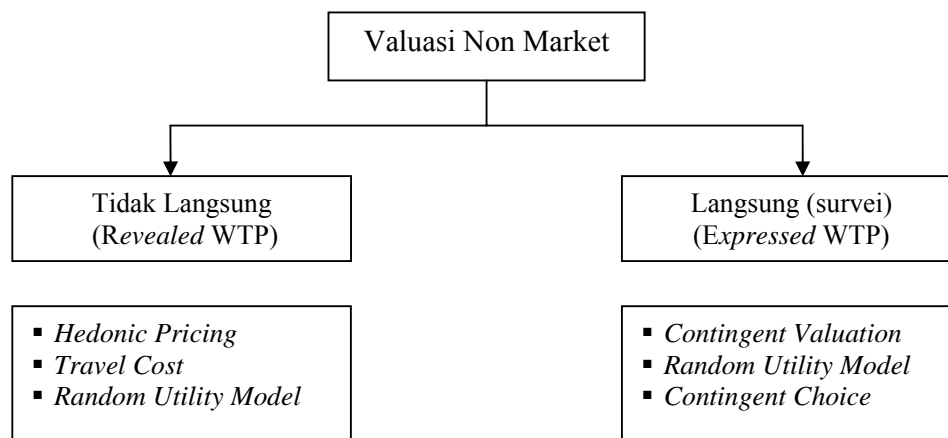 Valuasi Non Market
Tidak Langsung
(Revealed WTP)
Langsung (survei)
(Expressed WTP)
▪ Hedonic Pricing
▪ Travel Cost
▪ Random Utility Model
▪ Contingent Valuation
▪ Random Utility Model
▪ Contingent Choice